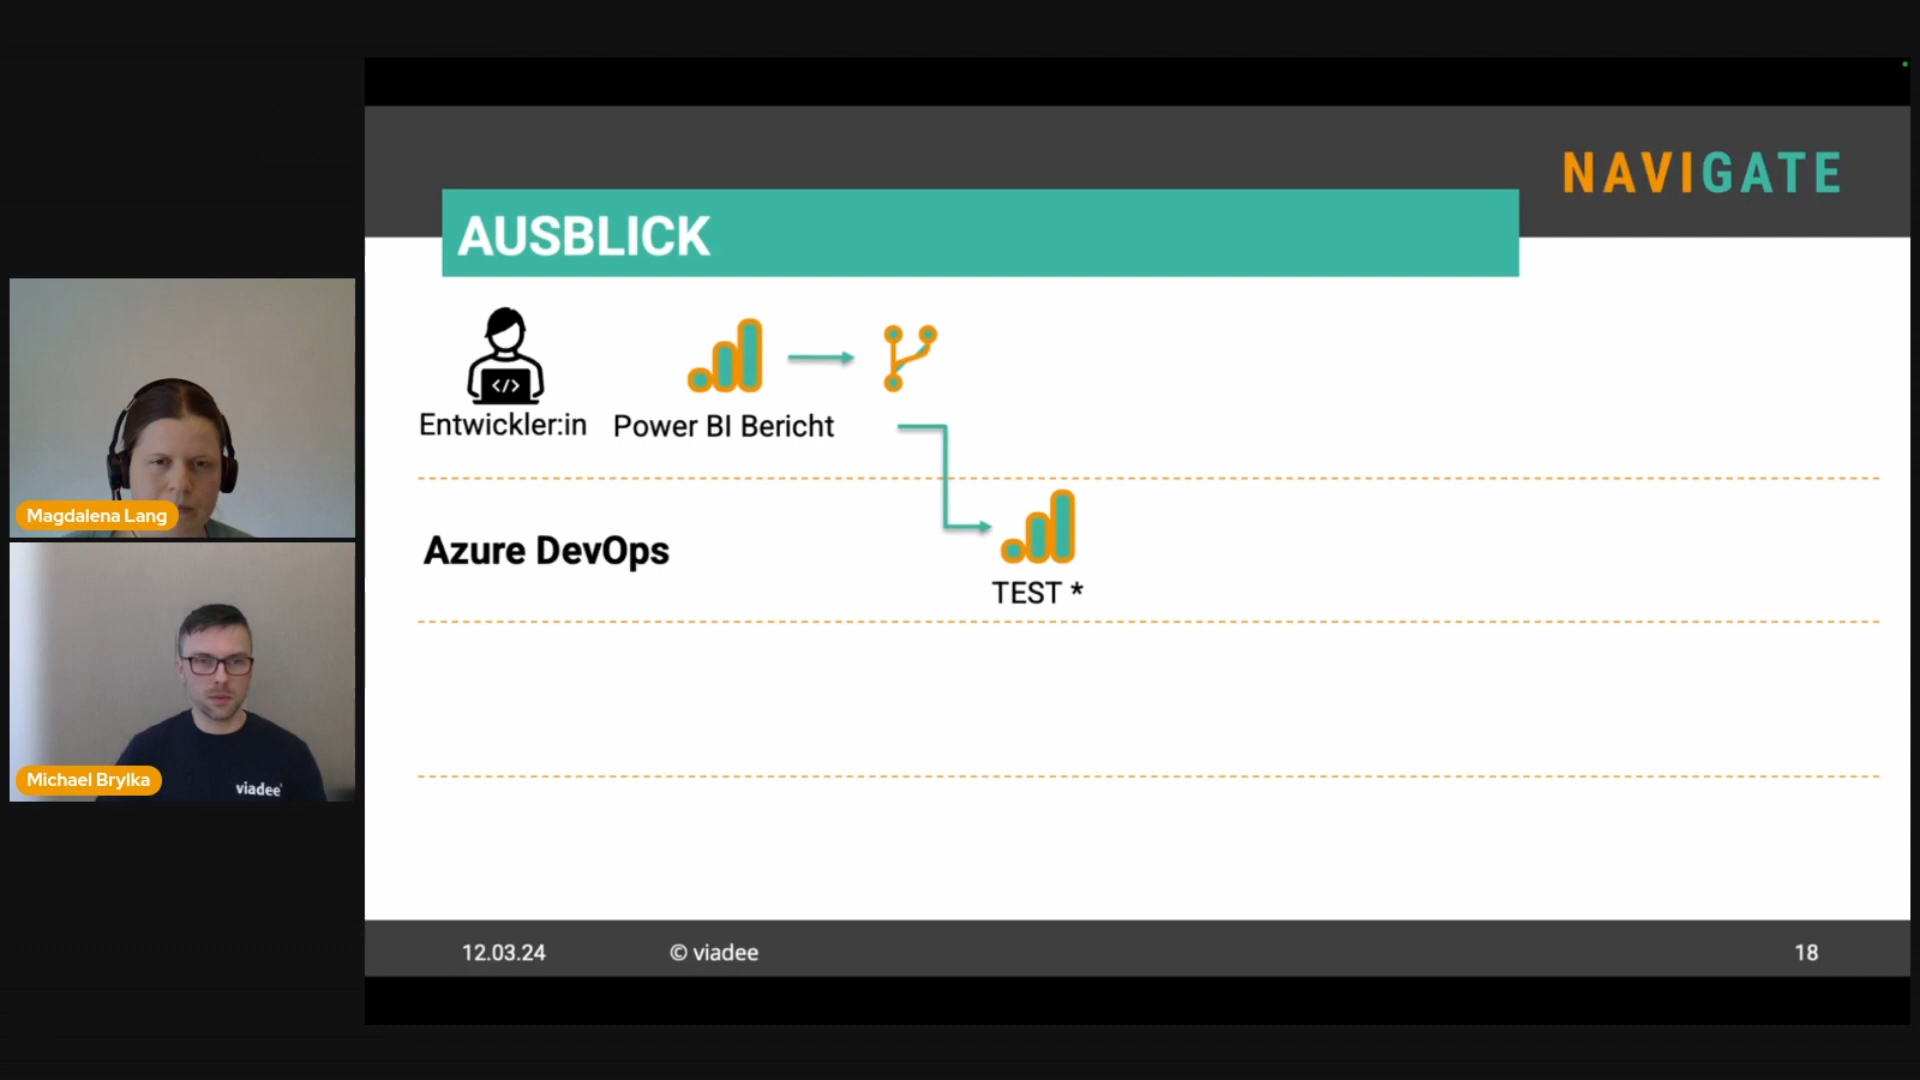 NAVIGATE
AUSBLICK
</>
Entwickler:in
Power BI Bericht
Azure DevOps
TEST *
Magdalena Lang
Michael Brylka
viadee
12.03.24
© viadee
18